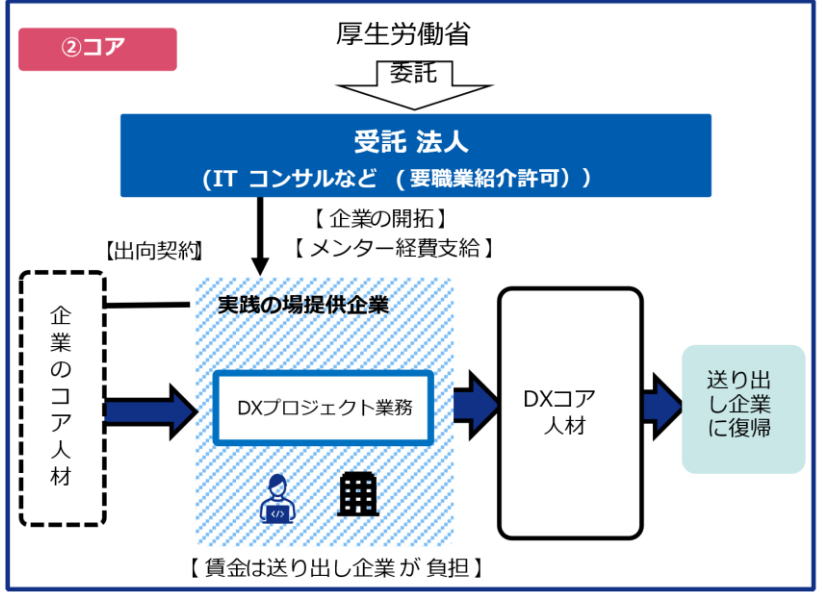 ②コア
厚生労働省
委託
受託 法人
(IT コンサルなど (要職業紹介許可))
【 企業の開拓】
【 メンター経費支給 】
【出向契約】
実践の場提供企業
企業のコア人材
DXプロジェクト業務
</>
DXコア
人材
送り出
し企業
に復帰
【 賃金は送り出し企業 が 負担 】